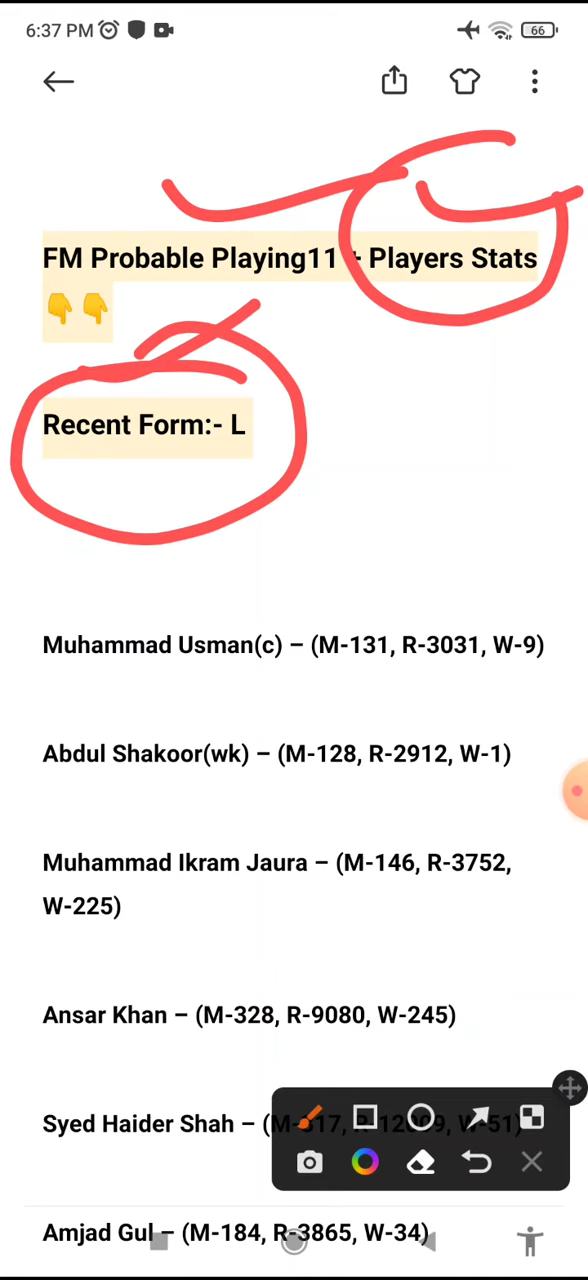 6:37 PM
66
FM Probable Playing11 + Players Stats
👇👇
Recent Form:- L
Muhammad Usman(c) – (M-131, R-3031, W-9)
Abdul Shakoor(wk) – (M-128, R-2912, W-1)
Muhammad Ikram Jaura – (M-146, R-3752,
W-225)
Ansar Khan – (M-328, R-9080, W-245)
Syed Haider Shah – W-51)
Amjad Gul – (M-184, R-3865, W-34)